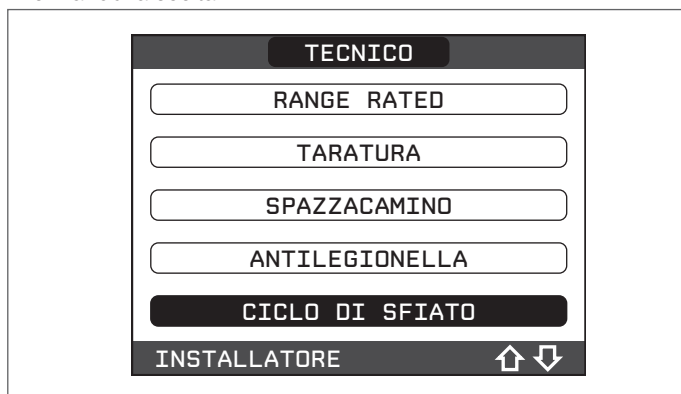 TECNICO
RANGE RATED
TARATURA
SPAZZACAMINO
ANTILEGIONELLA
CICLO DI SFIATO
INSTALLATORE